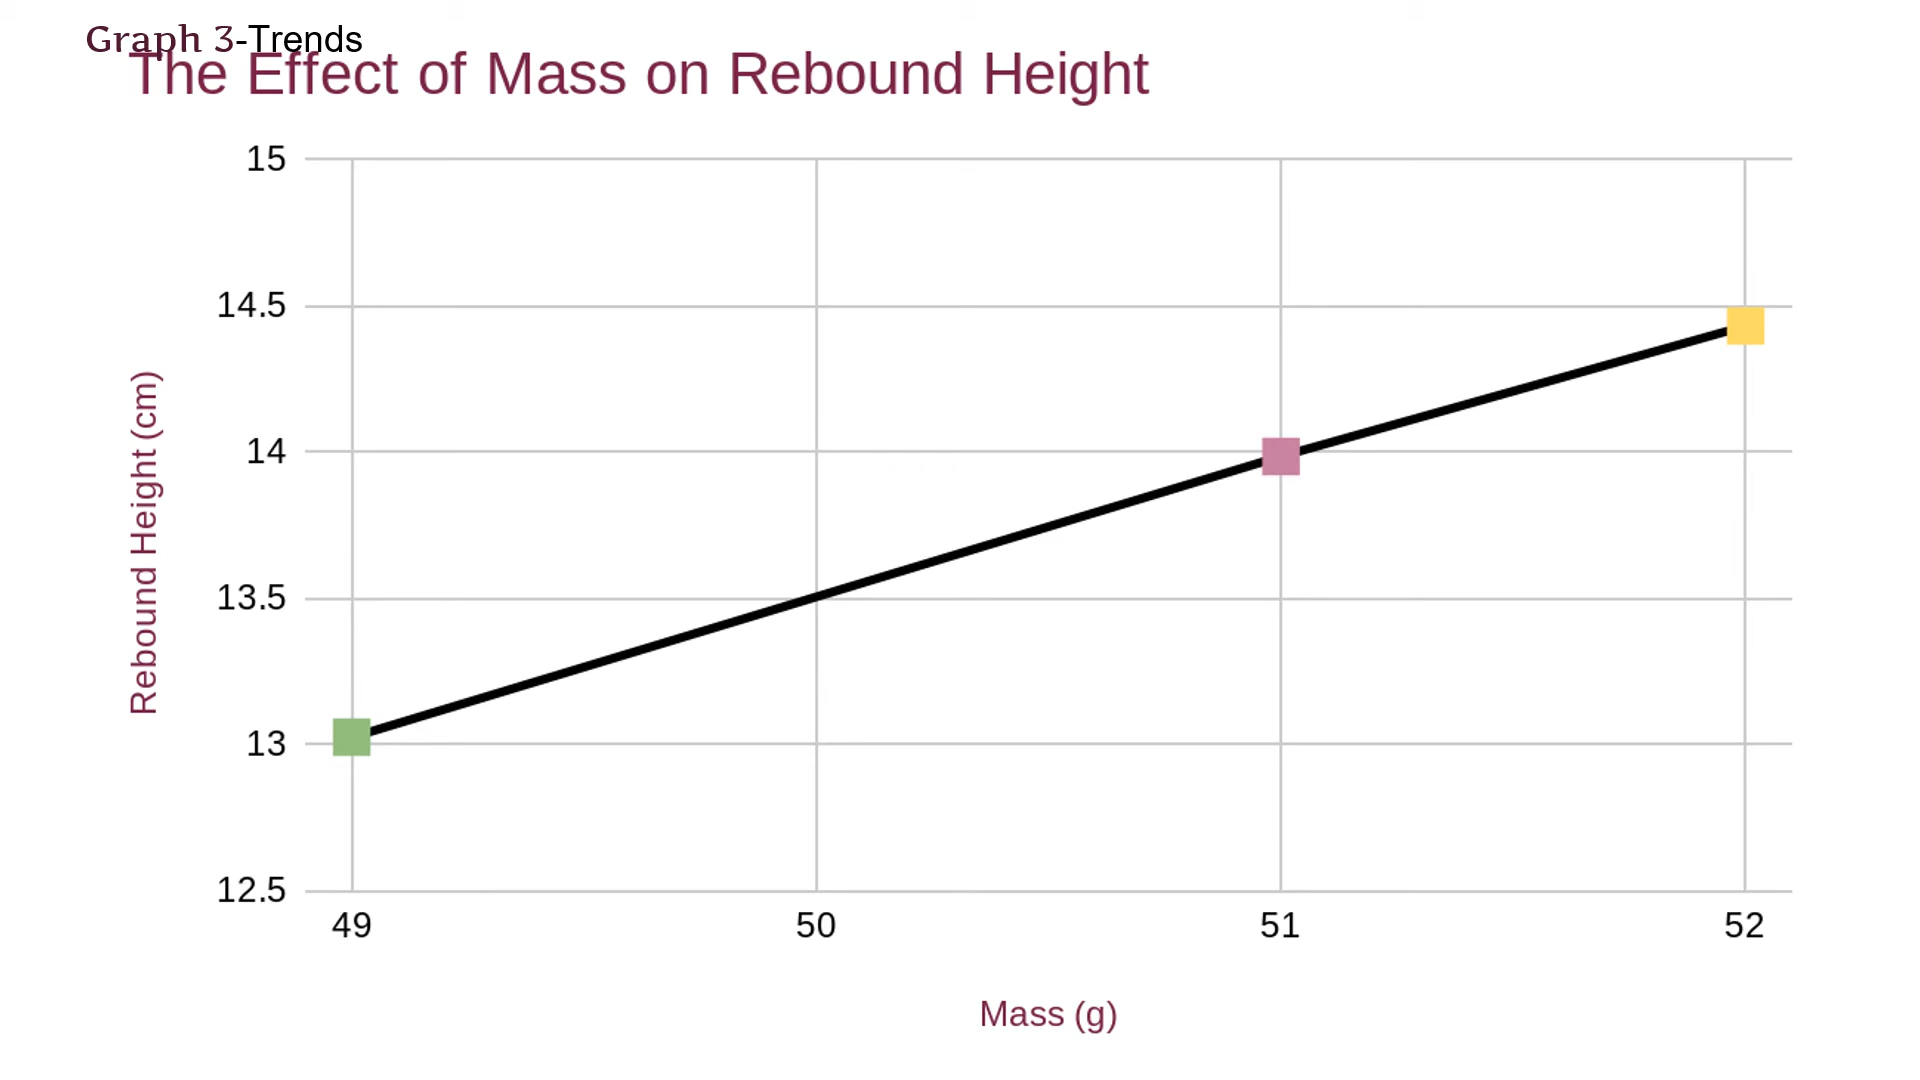 Graph 3-Trends
The Effect of Mass on Rebound Height
15
14.5
14
13.5
13
12.5
Rebound Height (cm)
49 50 51 52
Mass (g)